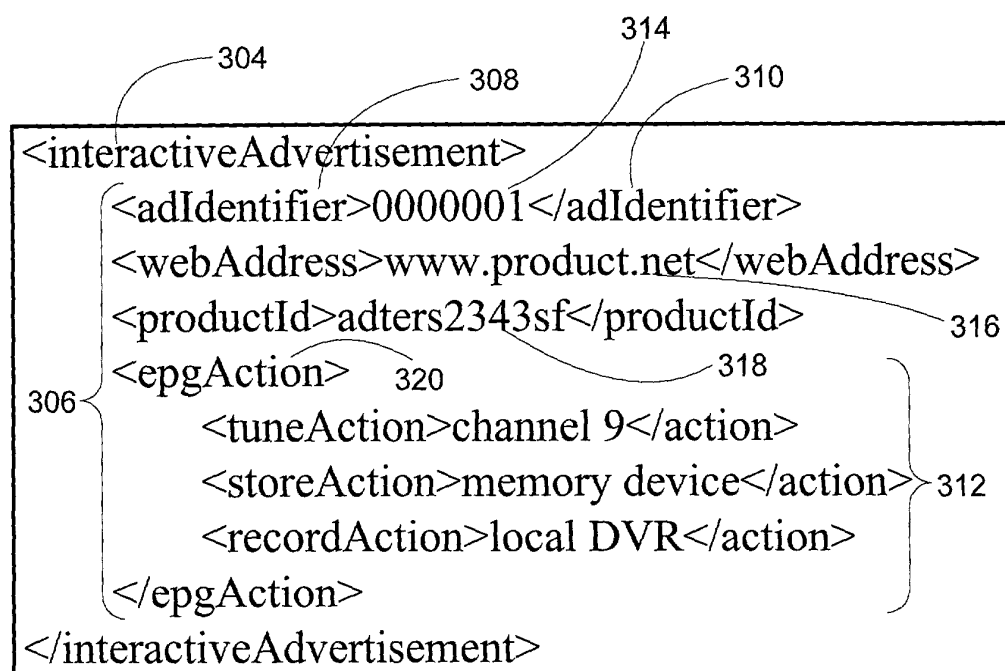 314
304
308
310
<interactiveAdvertisement>
<adIdentifier>0000001</adIdentifier>
<webAddress>www.product.net</webAddress>
<productId>adters2343sf</productId>
316
<epgAction>
320
318
306
<tuneAction>channel 9</action>
<storeAction>memory device</action>
312
<recordAction>local DVR</action>
</epgAction>
</interactiveAdvertisement>